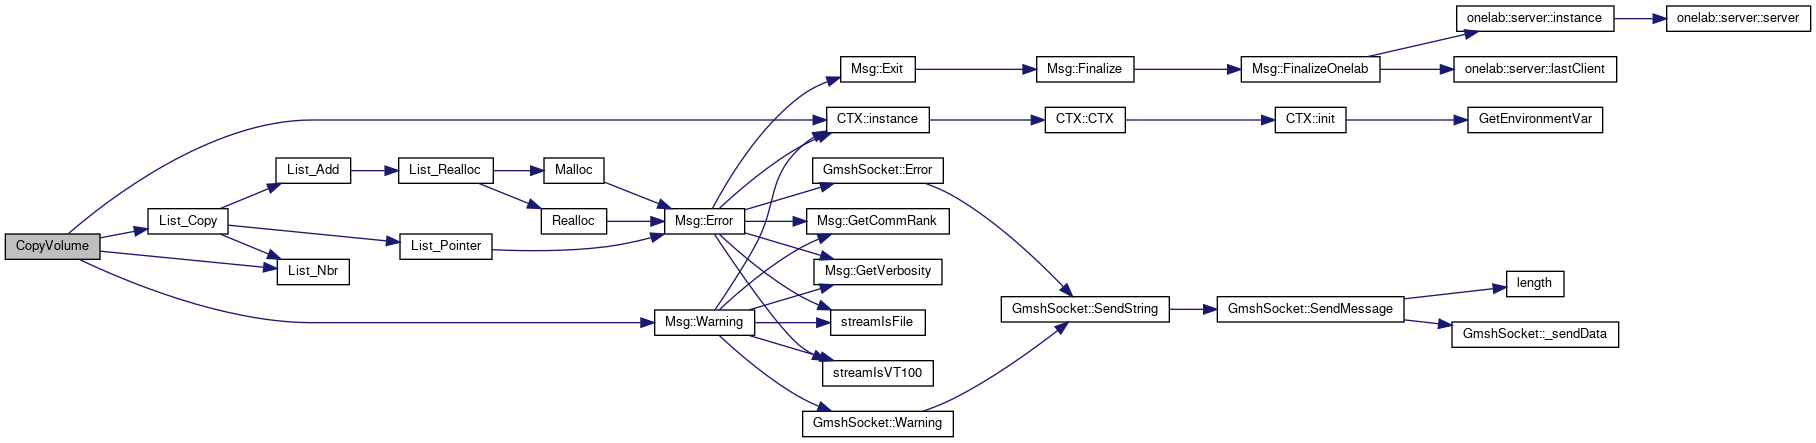 onelab::server::instance
onelab::server::server
Msg::Exit
Msg::Finalize
Msg::FinalizeOnelab
onelab::server::lastClient
CTX::instance
CTX::CTX
CTX::init
GetEnvironmentVar
List_Add
List_Realloc
Malloc
GmshSocket::Error
List_Copy
Realloc
Msg::Error
Msg::GetCommRank
CopyVolume
List_Pointer
List_Nbr
Msg::GetVerbosity
length
GmshSocket::SendString
GmshSocket::SendMessage
Msg::Warning
streamIsFile
GmshSocket::_sendData
streamIsVT100
GmshSocket::Warning